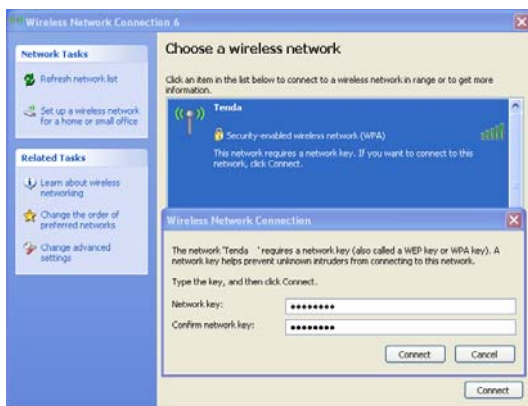 Wireless Network Connection 6
Network Tasks
Refresh network list
Set up a wireless network
for a home or small office
Related Tasks
Learn about wireless
networking
Change the order of
preferred networks
Change advanced
settings
Choose a wireless network
Click an item in the list below to connect to a wireless network in range or to get more
information.
Tenda
Security-enabled wireless network (WPA)
This network requires a network key. If you want to connect to this
network, click Connect.
Wireless Network Connection
The network 'Tenda ' requires a network key (also called a WEP key or WPA key). A
network key helps prevent unknown intruders from connecting to this network.
Type the key, and then click Connect.
Network key: ••••••••
Confirm network key: ••••••••
Connect Cancel
Connect